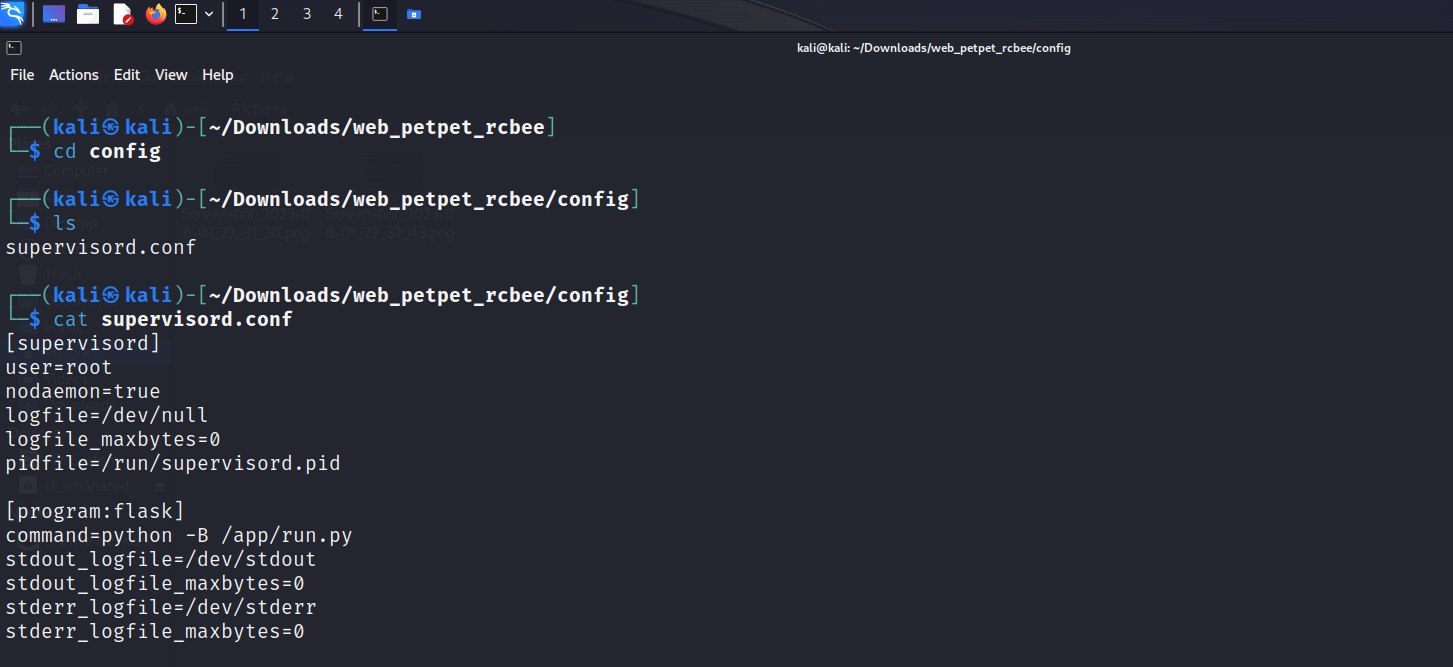 1 2 3 4
kali@kali: ~/Downloads/web_petpet_rcbee/config
File Actions Edit View Help
┌──(kali㉿kali)-[~/Downloads/web_petpet_rcbee]
└─$ cd config
┌──(kali㉿kali)-[~/Downloads/web_petpet_rcbee/config]
└─$ ls
supervisord.conf
┌──(kali㉿kali)-[~/Downloads/web_petpet_rcbee/config]
└─$ cat supervisord.conf
[supervisord]
user=root
nodaemon=true
logfile=/dev/null
logfile_maxbytes=0
pidfile=/run/supervisord.pid
[program:flask]
command=python -B /app/run.py
stdout_logfile=/dev/stdout
stdout_logfile_maxbytes=0
stderr_logfile=/dev/stderr
stderr_logfile_maxbytes=0